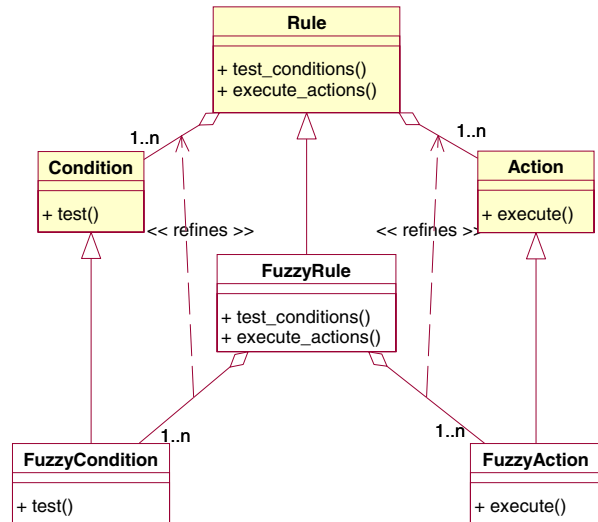 Rule
+ test_conditions()
+ execute_actions()
1..n
1..n
Condition
+ test()
Action
+ execute()
<< refines >>
<< refines >>
FuzzyRule
+ test_conditions()
+ execute_actions()
1..n
1..n
FuzzyCondition
+ test()
FuzzyAction
+ execute()